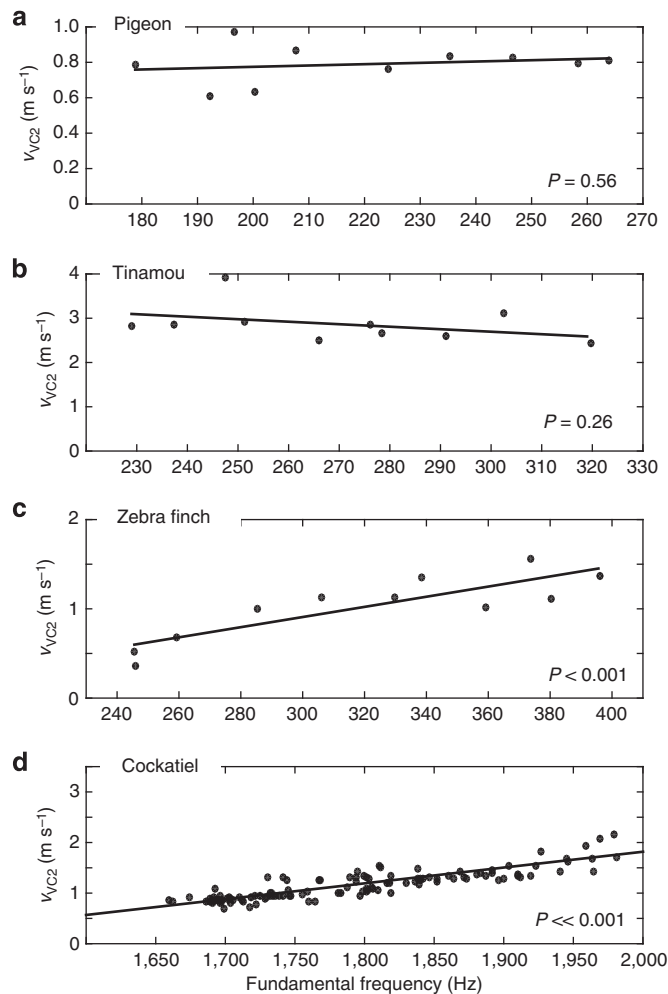 a
Pigeon
1.0
0.8
0.6
0.4
0.2
0
vVC2 (m s−1)
P = 0.56
180 190 200 210 220 230 240 250 260 270
b
Tinamou
4
3
2
1
0
vVC2 (m s−1)
P = 0.26
230 240 250 260 270 280 290 300 310 320 330
c
Zebra finch
2
1
0
vVC2 (m s−1)
P < 0.001
240 260 280 300 320 340 360 380 400
d
Cockatiel
3
2
1
0
vVC2 (m s−1)
P << 0.001
1,650 1,700 1,750 1,800 1,850 1,900 1,950 2,000
Fundamental frequency (Hz)